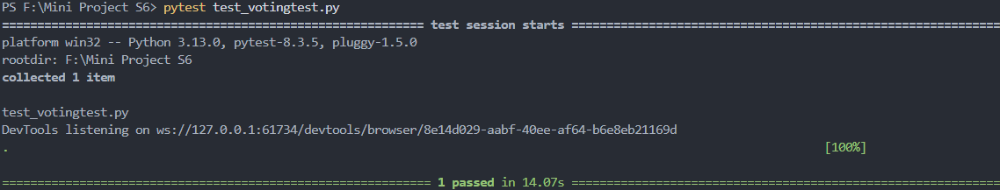 PS F:\Mini Project S6> pytest test_votingtest.py
============================================================ test session starts =============================================================
platform win32 -- Python 3.13.0, pytest-8.3.5, pluggy-1.5.0
rootdir: F:\Mini Project S6
collected 1 item
test_votingtest.py
DevTools listening on ws://127.0.0.1:61734/devtools/browser/8e14d029-aabf-40ee-af64-b6e8eb21169d
. [100%]
============================================================= 1 passed in 14.07s =============================================================